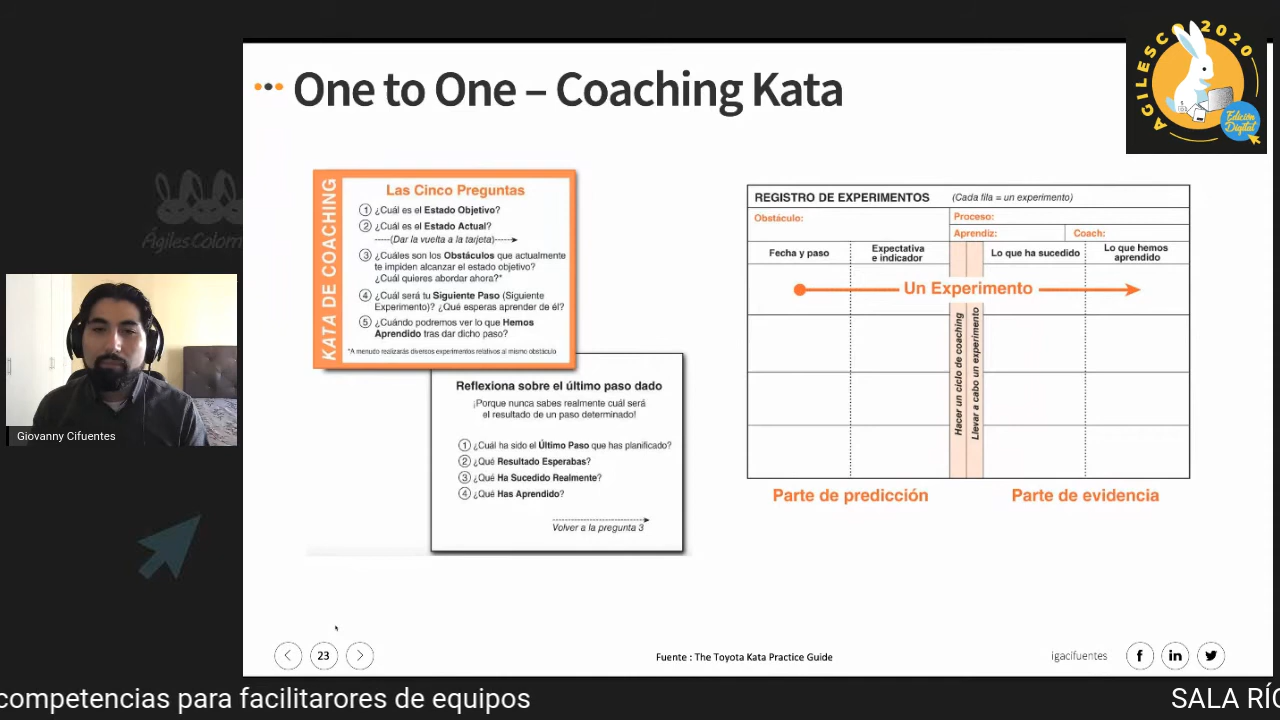 One to One – Coaching Kata
AGILESCO 2020
Edición
Digital
KATA DE COACHING
Las Cinco Preguntas
1 ¿Cuál es el Estado Objetivo?
2 ¿Cuál es el Estado Actual?
-----(Dar la vuelta a la tarjeta)------
3 ¿Cuáles son los Obstáculos que actualmente
te impiden alcanzar el estado objetivo?
¿Cuál quieres abordar ahora?*
4 ¿Cuál será tu Siguiente Paso (Siguiente
Experimento)? ¿Qué esperas aprender de él?
5 ¿Cuándo podremos ver lo que Hemos
Aprendido tras dar dicho paso?
*A menudo realizarás diversos experimentos relativos al mismo obstáculo
Reflexiona sobre el último paso dado
¡Porque nunca sabes realmente cuál será
el resultado de un paso determinado!
1 ¿Cuál ha sido el Último Paso que has planificado?
2 ¿Qué Resultado Esperabas?
3 ¿Qué Ha Sucedido Realmente?
4 ¿Qué Has Aprendido?
Volver a la pregunta 3
REGISTRO DE EXPERIMENTOS (Cada fila = un experimento)
Obstáculo:
Proceso:
Aprendiz:
Coach:
Fecha y paso
Expectativa
e indicador
Lo que ha sucedido
Lo que hemos
aprendido
Un Experimento
Hacer un ciclo de coaching
Llevar a cabo un experimento
Parte de predicción
Parte de evidencia
Ágiles Colom
Giovanny Cifuentes
23
Fuente : The Toyota Kata Practice Guide
igacifuentes
f
in
competencias para facilitarores de equipos
SALA RÍO